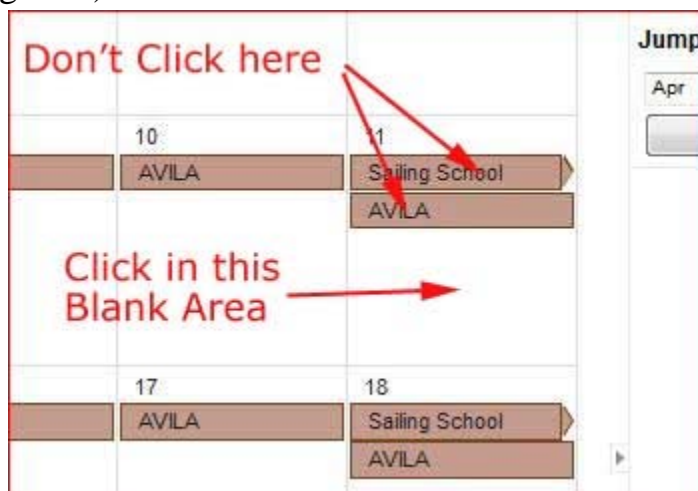 Don't Click here
Jump
Apr
10
11
AVILA
Sailing School
AVILA
Click in this
Blank Area
17
18
AVILA
Sailing School
AVILA